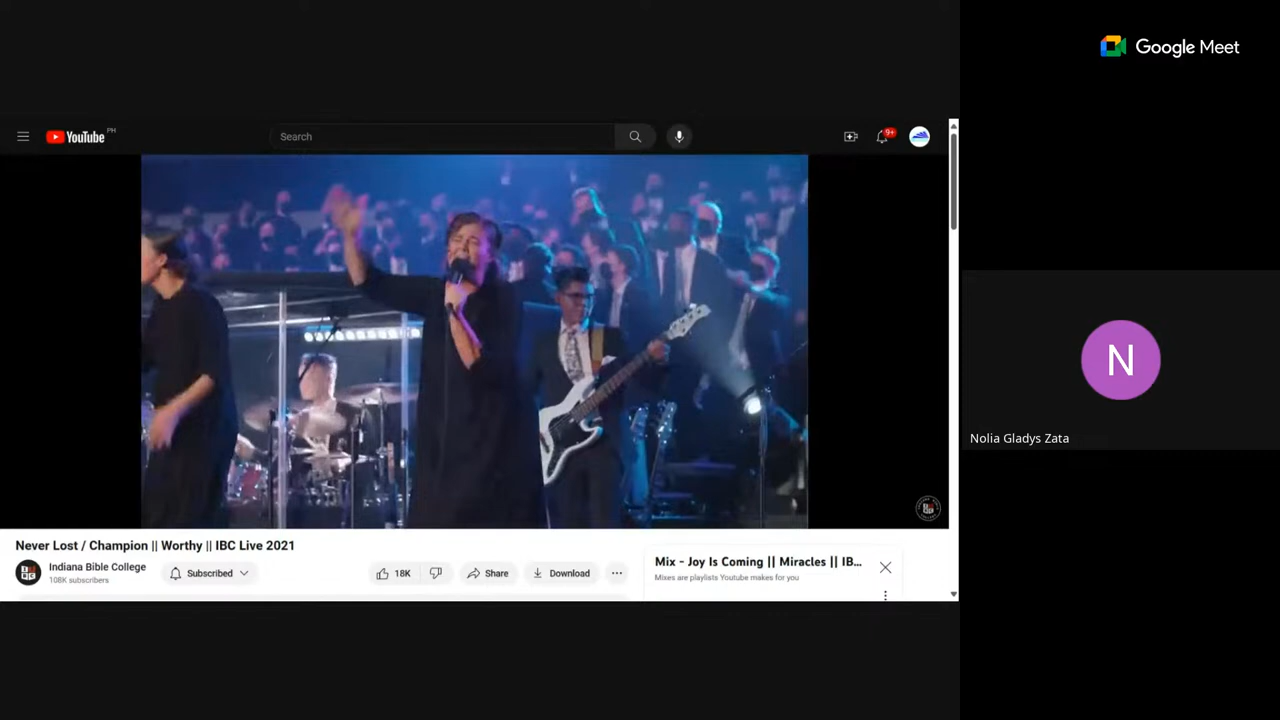 Google Meet
YouTube PH
Search
9+
Never Lost / Champion || Worthy || IBC Live 2021
Indiana Bible College
108K subscribers
Subscribed
18K
Share
Download
Mix - Joy Is Coming || Miracles || IB...
Mixes are playlists Youtube makes for you
N
Nolia Gladys Zata